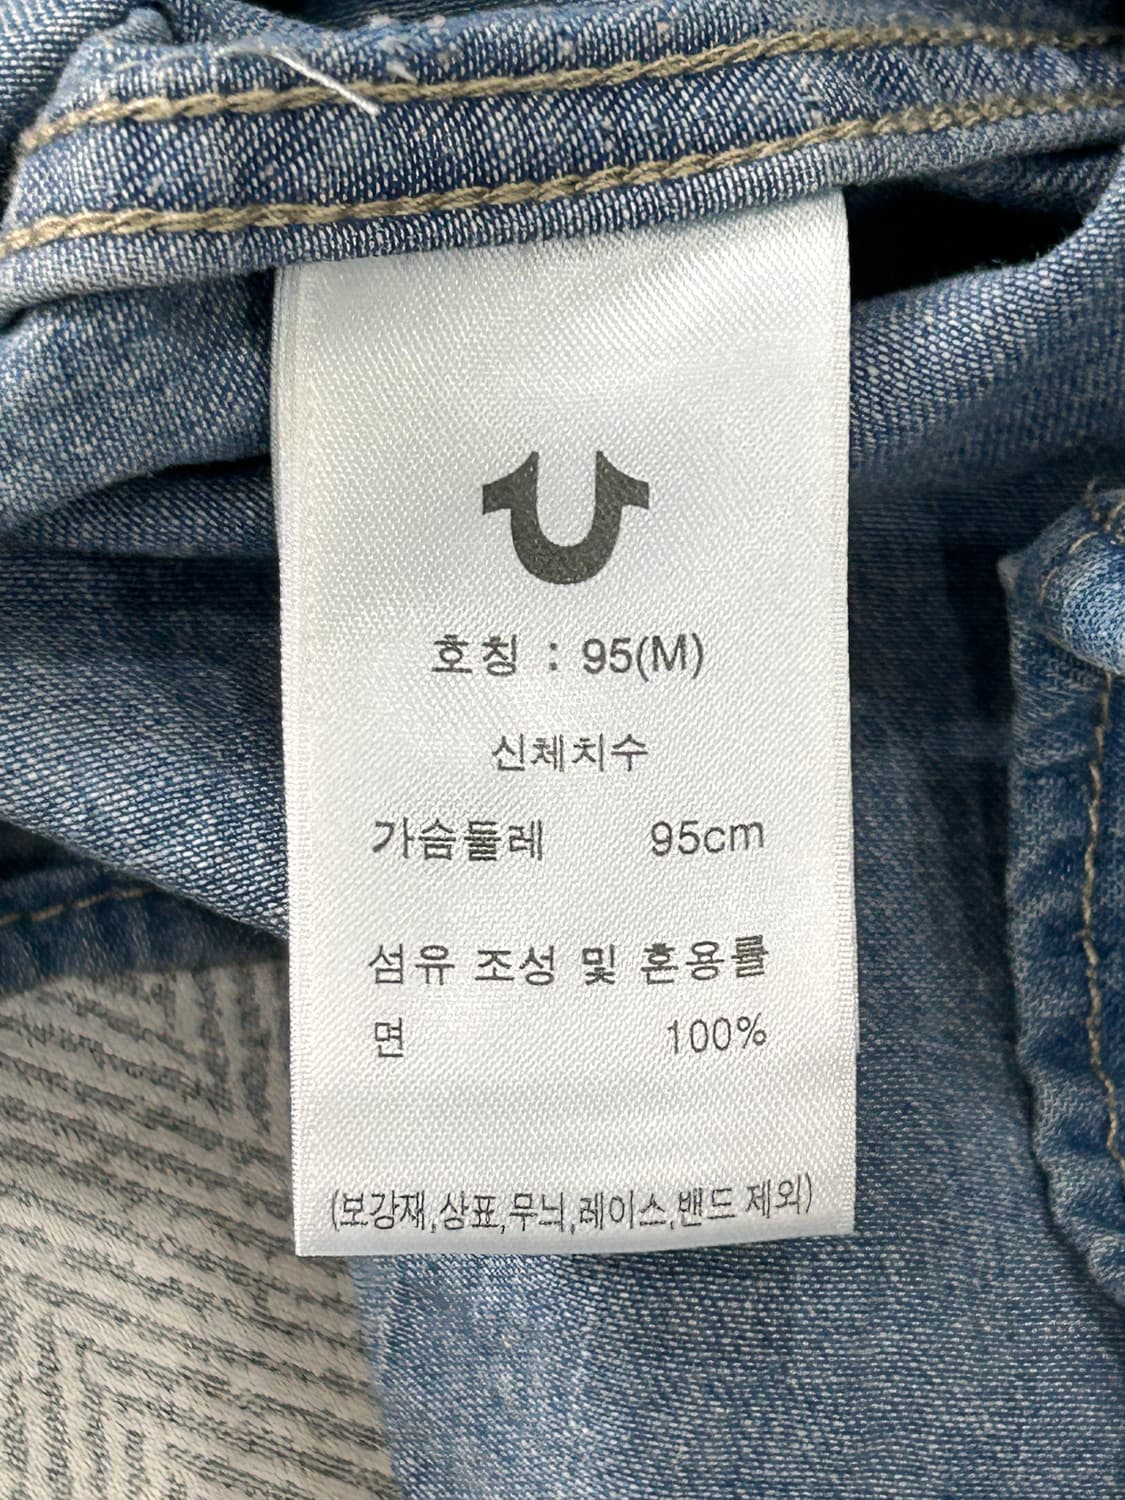 호칭 : 95(M)
신체치수
가슴둘레 95cm
섬유 조성 및 혼용률
면 100%
(보강재,상표,무늬,레이스,밴드 제외)